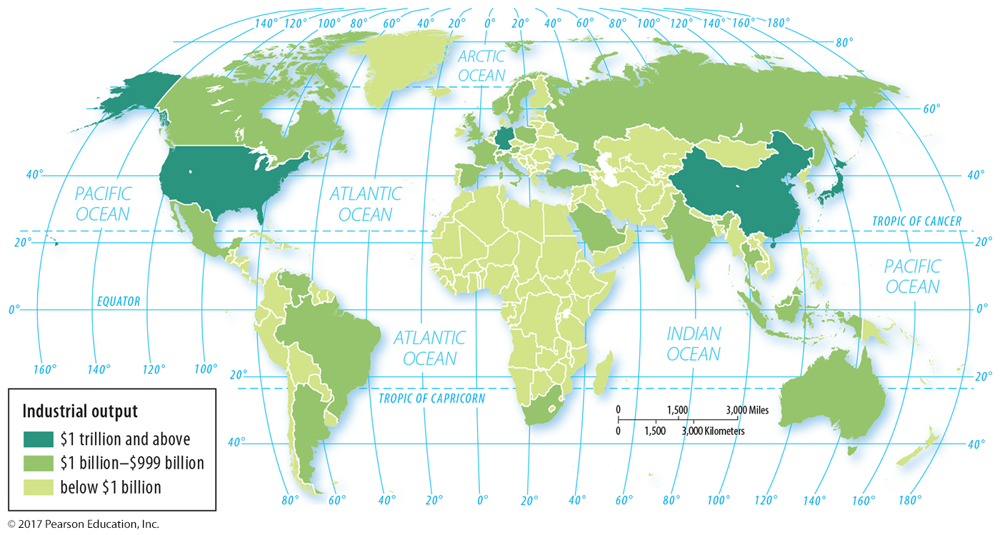 140° 120° 100° 80° 60° 40° 20° 0° 20° 40° 60° 80° 100° 120° 140° 160° 180°
80°
ARCTIC
OCEAN
60°
40°
40°
PACIFIC
OCEAN
ATLANTIC
OCEAN
TROPIC OF CANCER
20°
20°
PACIFIC
OCEAN
EQUATOR
0°
0°
ATLANTIC
OCEAN
INDIAN
OCEAN
160° 140° 120° 100°
20°
20°
TROPIC OF CAPRICORN
0 1,500 3,000 Miles
0 1,500 3,000 Kilometers
40°
40°
80° 60° 40° 20° 0° 20° 40° 60° 80° 100° 120° 140° 160° 180°
Industrial output
$1 trillion and above
$1 billion–$999 billion
below $1 billion
© 2017 Pearson Education, Inc.